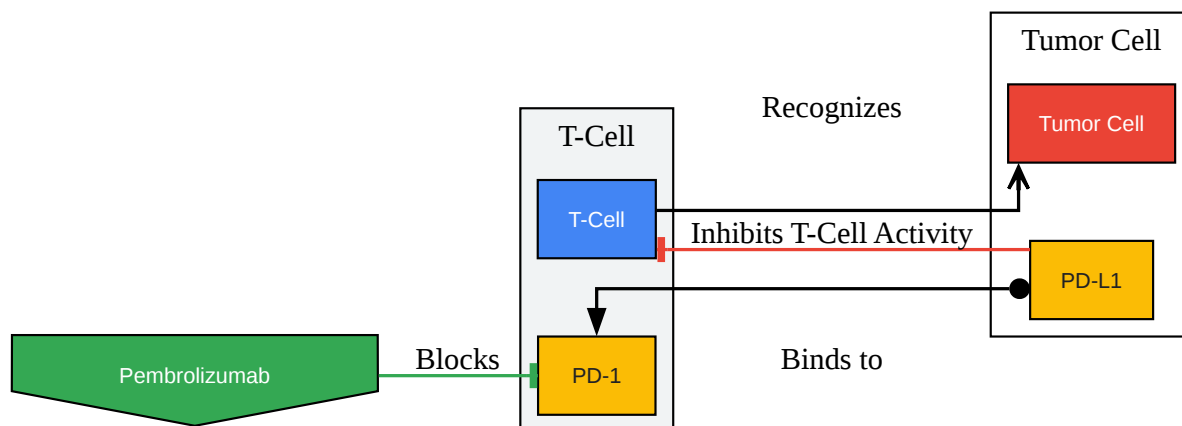 Tumor Cell
Recognizes
Tumor Cell
T-Cell
T-Cell
Inhibits T-Cell Activity
PD-L1
Blocks
Binds to
Pembrolizumab
PD-1